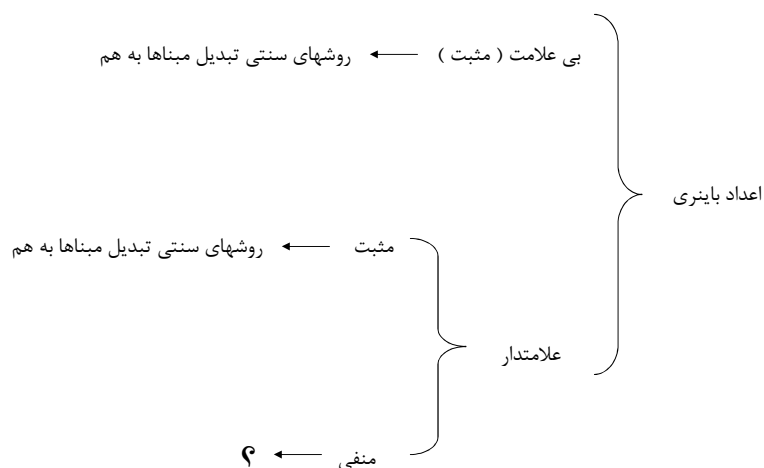 بی علامت ( مثبت ) ← روشهای سنتی تبدیل مبناها به هم
اعداد باینری
مثبت ← روشهای سنتی تبدیل مبناها به هم
علامتدار
منفی ← ؟